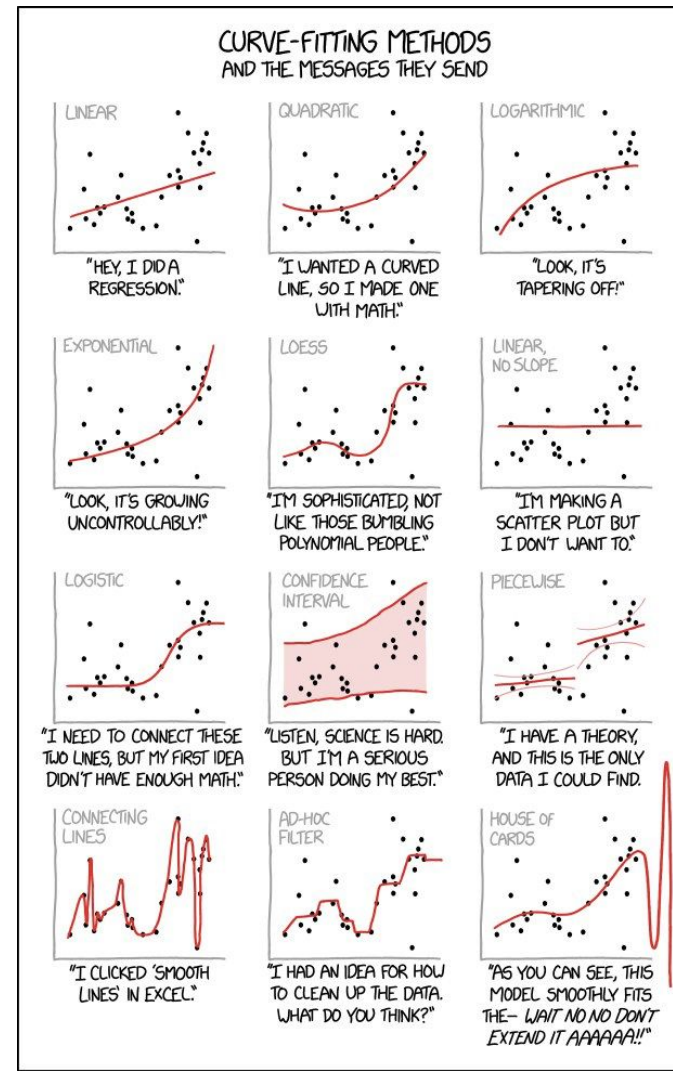 CURVE-FITTING METHODS
AND THE MESSAGES THEY SEND
LINEAR
"HEY, I DID A
REGRESSION."
QUADRATIC
"I WANTED A CURVED
LINE, SO I MADE ONE
WITH MATH."
LOGARITHMIC
"LOOK, IT'S
TAPERING OFF!"
EXPONENTIAL
"LOOK, IT'S GROWING
UNCONTROLLABLY!"
LOESS
"I'M SOPHISTICATED, NOT
LIKE THOSE BUMBLING
POLYNOMIAL PEOPLE."
LINEAR,
NO SLOPE
"I'M MAKING A
SCATTER PLOT BUT
I DON'T WANT TO."
LOGISTIC
"I NEED TO CONNECT THESE
TWO LINES, BUT MY FIRST IDEA
DIDN'T HAVE ENOUGH MATH."
CONFIDENCE
INTERVAL
"LISTEN, SCIENCE IS HARD.
BUT I'M A SERIOUS
PERSON DOING MY BEST."
PIECEWISE
"I HAVE A THEORY,
AND THIS IS THE ONLY
DATA I COULD FIND.
CONNECTING
LINES
"I CLICKED 'SMOOTH
LINES' IN EXCEL."
AD-HOC
FILTER
"I HAD AN IDEA FOR HOW
TO CLEAN UP THE DATA.
WHAT DO YOU THINK?"
HOUSE OF
CARDS
"AS YOU CAN SEE, THIS
MODEL SMOOTHLY FITS
THE– WAIT NO NO DON'T
EXTEND IT AAAAAA!!"